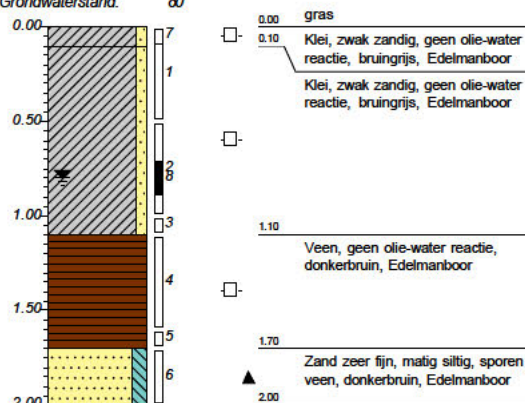 Grondwaterstand: 80
0.00
0.50
1.00
1.50
2.00
7
1
2
8
3
4
5
6
0.00 gras
0.10 Klei, zwak zandig, geen olie-water
reactie, bruingrijs, Edelmanboor
Klei, zwak zandig, geen olie-water
reactie, bruingrijs, Edelmanboor
1.10
Veen, geen olie-water reactie,
donkerbruin, Edelmanboor
1.70
Zand zeer fijn, matig siltig, sporen
veen, donkerbruin, Edelmanboor
2.00